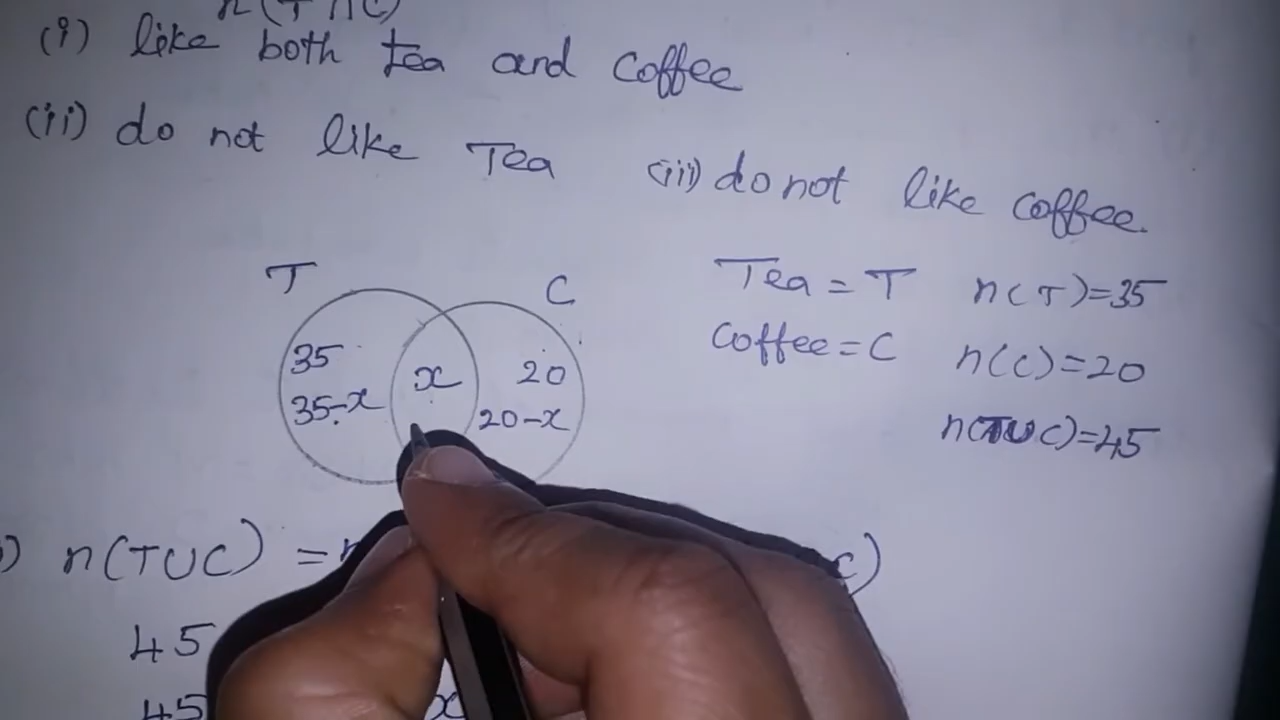 n(T∩C)
(i) like both tea and coffee
(ii) do not like Tea
(iii) do not like coffee.
T
C
35
35-x
x
20
20-x
Tea = T n(T)=35
Coffee = C n(C)=20
n(TUC)=45
) n(TUC) = n c)
45
45 x